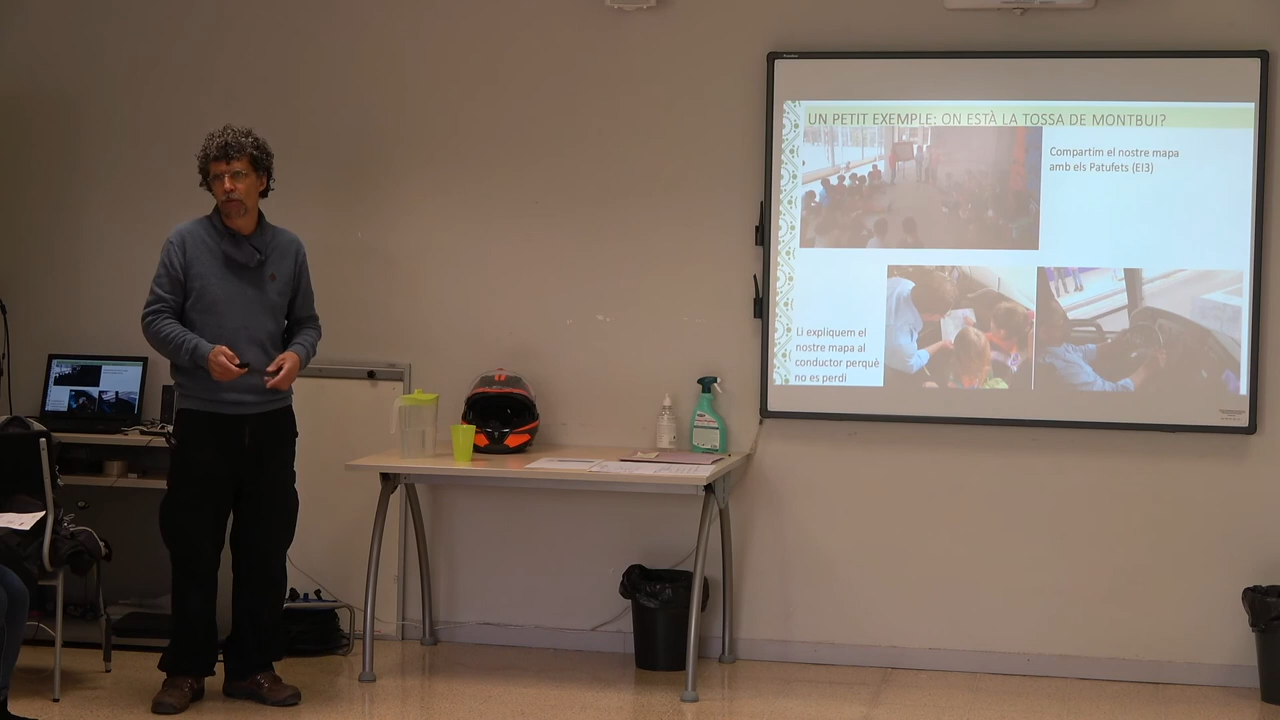 UN PETIT EXEMPLE: ON ESTÀ LA TOSSA DE MONTBUI?
Compartim el nostre mapa
amb els Patufets (EI3)
Li expliquem el
nostre mapa al
conductor perquè
no es perdi